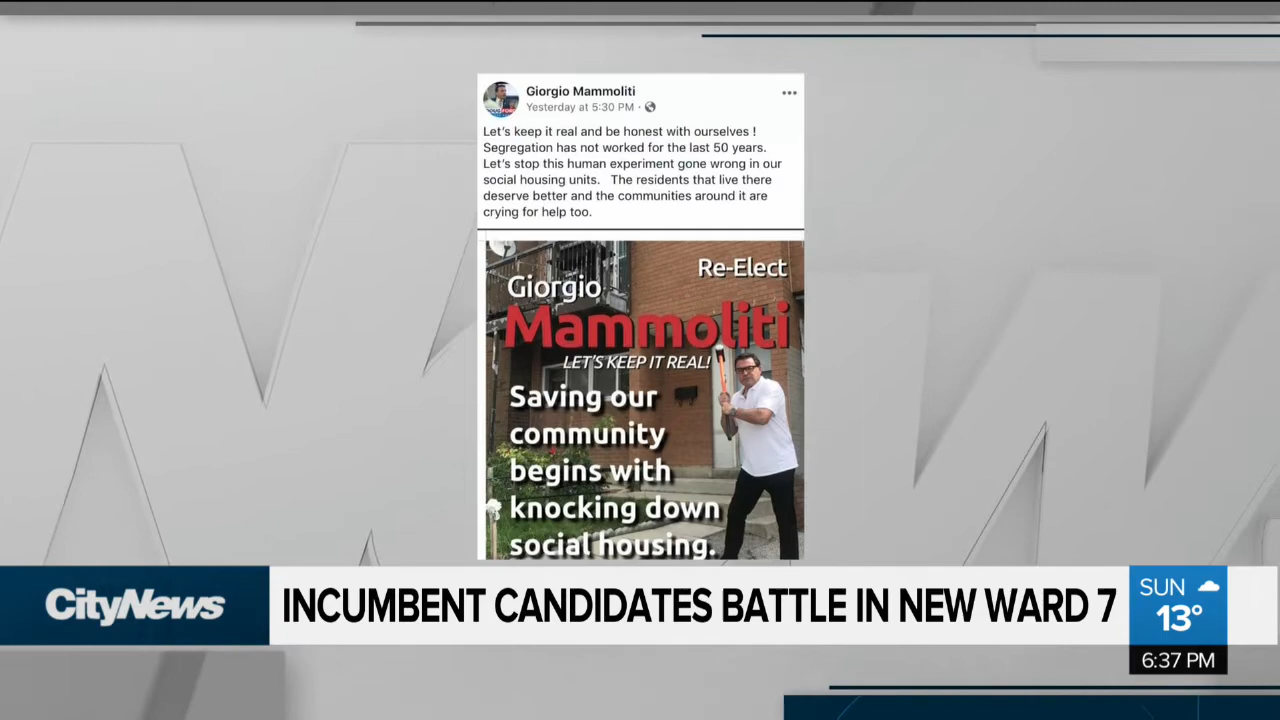 Giorgio Mammoliti
Yesterday at 5:30 PM ·
Let's keep it real and be honest with ourselves !
Segregation has not worked for the last 50 years.
Let's stop this human experiment gone wrong in our
social housing units. The residents that live there
deserve better and the communities around it are
crying for help too.
Re-Elect
Giorgio
Mammoliti
LET'S KEEP IT REAL!
Saving our
community
begins with
knocking down
social housing.
CityNews
INCUMBENT CANDIDATES BATTLE IN NEW WARD 7
SUN
13°
6:37 PM